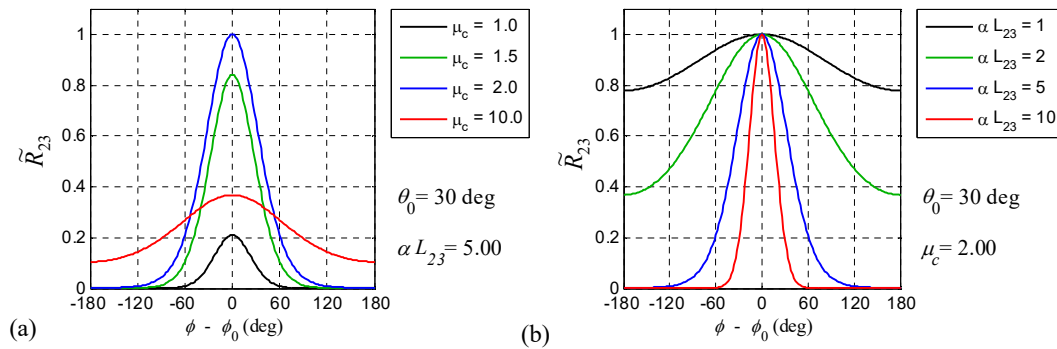 1
0.8
0.6
0.4
0.2
0
R̃₂₃
-180 -60 0 60 120 180
ϕ - ϕ₀ (deg)
μc = 1.0
μc = 1.5
μc = 2.0
μc = 10.0
θ₀ = 30 deg
α L₂₃ = 5.00
(a)
1
0.8
0.6
0.4
0.2
0
R̃₂₃
-180 -60 0 60 120 180
ϕ - ϕ₀ (deg)
α L₂₃ = 1
α L₂₃ = 2
α L₂₃ = 5
α L₂₃ = 10
θ₀ = 30 deg
μc = 2.00
(b)